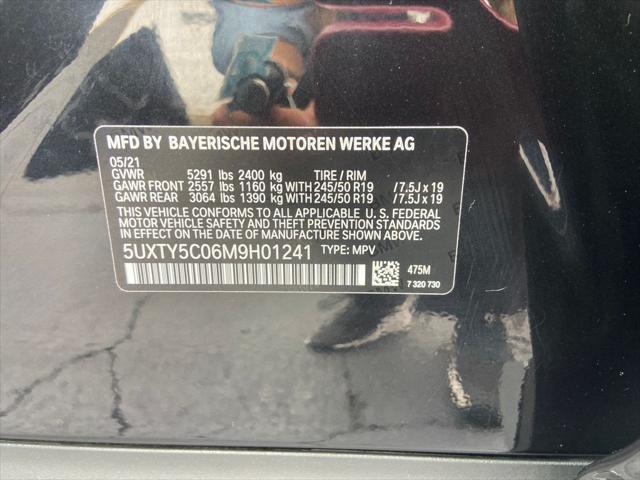 MFD BY BAYERISCHE MOTOREN WERKE AG
05/21
GVWR 5291 lbs 2400 kg TIRE / RIM
GAWR FRONT 2557 lbs 1160 kg WITH 245/50 R19 /7.5J x 19
GAWR REAR 3064 lbs 1390 kg WITH 245/50 R19 /7.5J x 19
THIS VEHICLE CONFORMS TO ALL APPLICABLE U. S. FEDERAL
MOTOR VEHICLE SAFETY AND THEFT PREVENTION STANDARDS
IN EFFECT ON THE DATE OF MANUFACTURE SHOWN ABOVE.
5UXTY5C06M9H01241 TYPE: MPV
475M
7 320 730